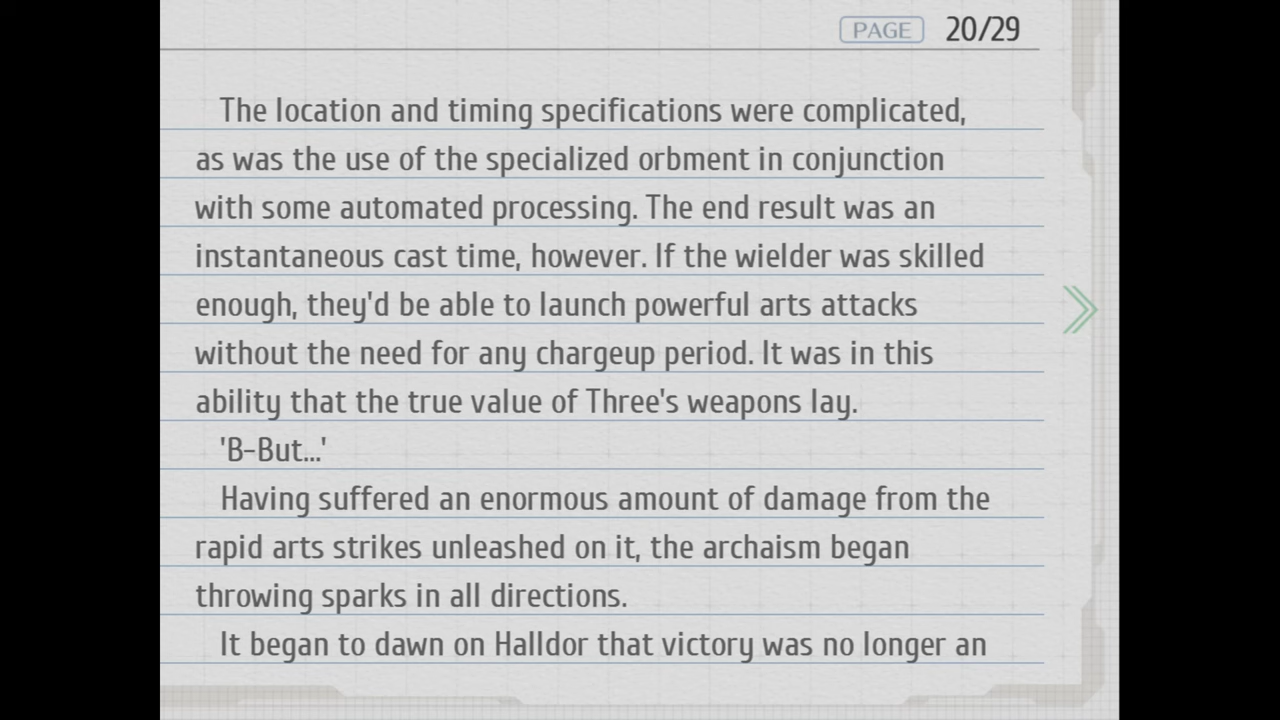 PAGE 20/29
The location and timing specifications were complicated,
as was the use of the specialized orbment in conjunction
with some automated processing. The end result was an
instantaneous cast time, however. If the wielder was skilled
enough, they'd be able to launch powerful arts attacks
without the need for any chargeup period. It was in this
ability that the true value of Three's weapons lay.
'B-But...'
Having suffered an enormous amount of damage from the
rapid arts strikes unleashed on it, the archaism began
throwing sparks in all directions.
It began to dawn on Halldor that victory was no longer an